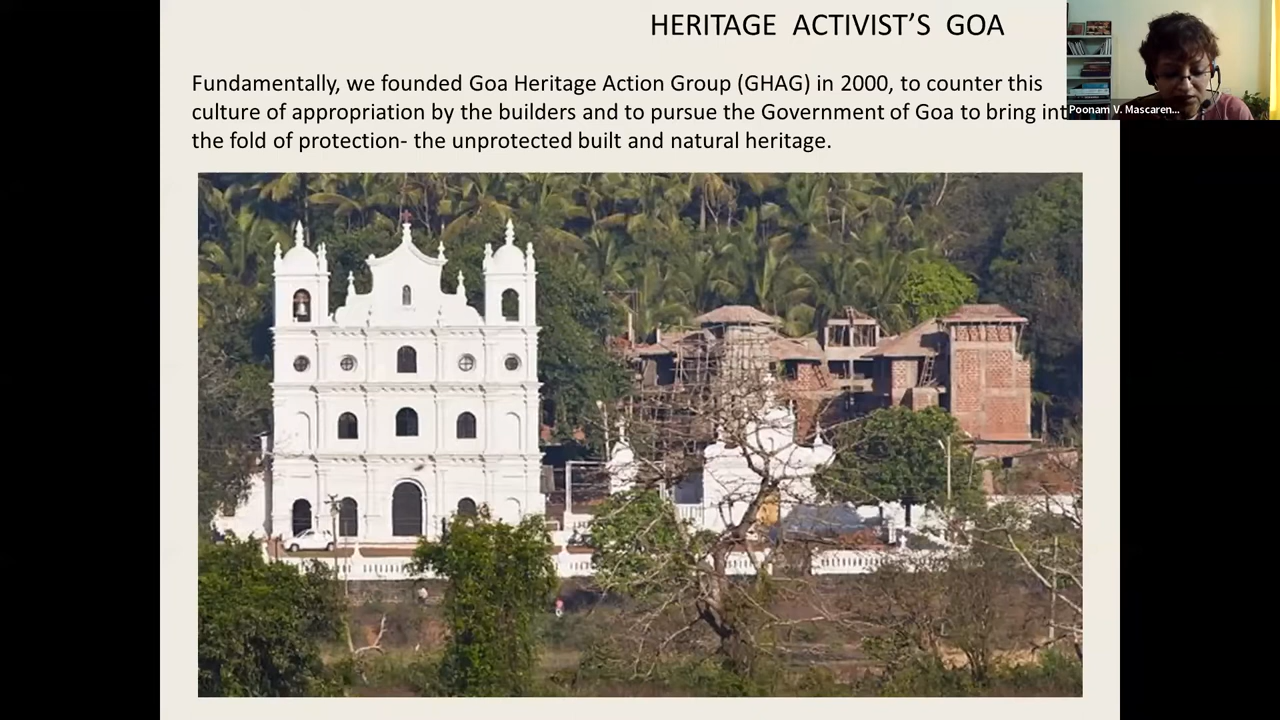 HERITAGE ACTIVIST’S GOA
Fundamentally, we founded Goa Heritage Action Group (GHAG) in 2000, to counter this
culture of appropriation by the builders and to pursue the Government of Goa to bring int
the fold of protection- the unprotected built and natural heritage.
Poonam V. Mascaren...